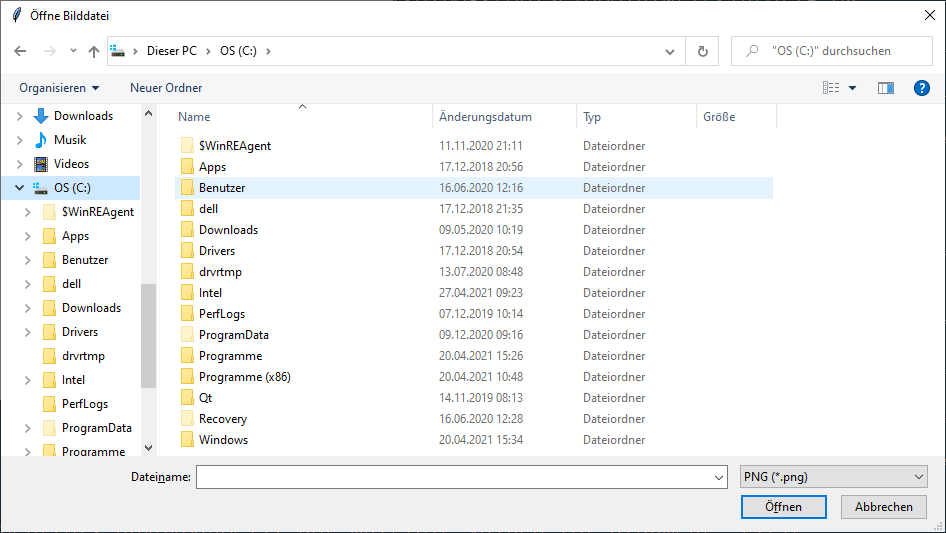 Öffne Bilddatei
Dieser PC OS (C:) "OS (C:)" durchsuchen
Organisieren Neuer Ordner ?
Downloads
Musik
Videos
OS (C:)
$WinREAgent
Apps
Benutzer
dell
Downloads
Drivers
drvrtmp
Intel
PerfLogs
ProgramData
Programme
Name Änderungsdatum Typ Größe
$WinREAgent 11.11.2020 21:11 Dateiordner
Apps 17.12.2018 20:56 Dateiordner
Benutzer 16.06.2020 12:16 Dateiordner
dell 17.12.2018 21:35 Dateiordner
Downloads 09.05.2020 10:19 Dateiordner
Drivers 17.12.2018 20:54 Dateiordner
drvrtmp 13.07.2020 08:48 Dateiordner
Intel 27.04.2021 09:23 Dateiordner
PerfLogs 07.12.2019 10:14 Dateiordner
ProgramData 09.12.2020 09:16 Dateiordner
Programme 20.04.2021 15:26 Dateiordner
Programme (x86) 20.04.2021 10:48 Dateiordner
Qt 14.11.2019 08:13 Dateiordner
Recovery 16.06.2020 12:28 Dateiordner
Windows 20.04.2021 15:34 Dateiordner
Dateiname: PNG (*.png)
Öffnen Abbrechen